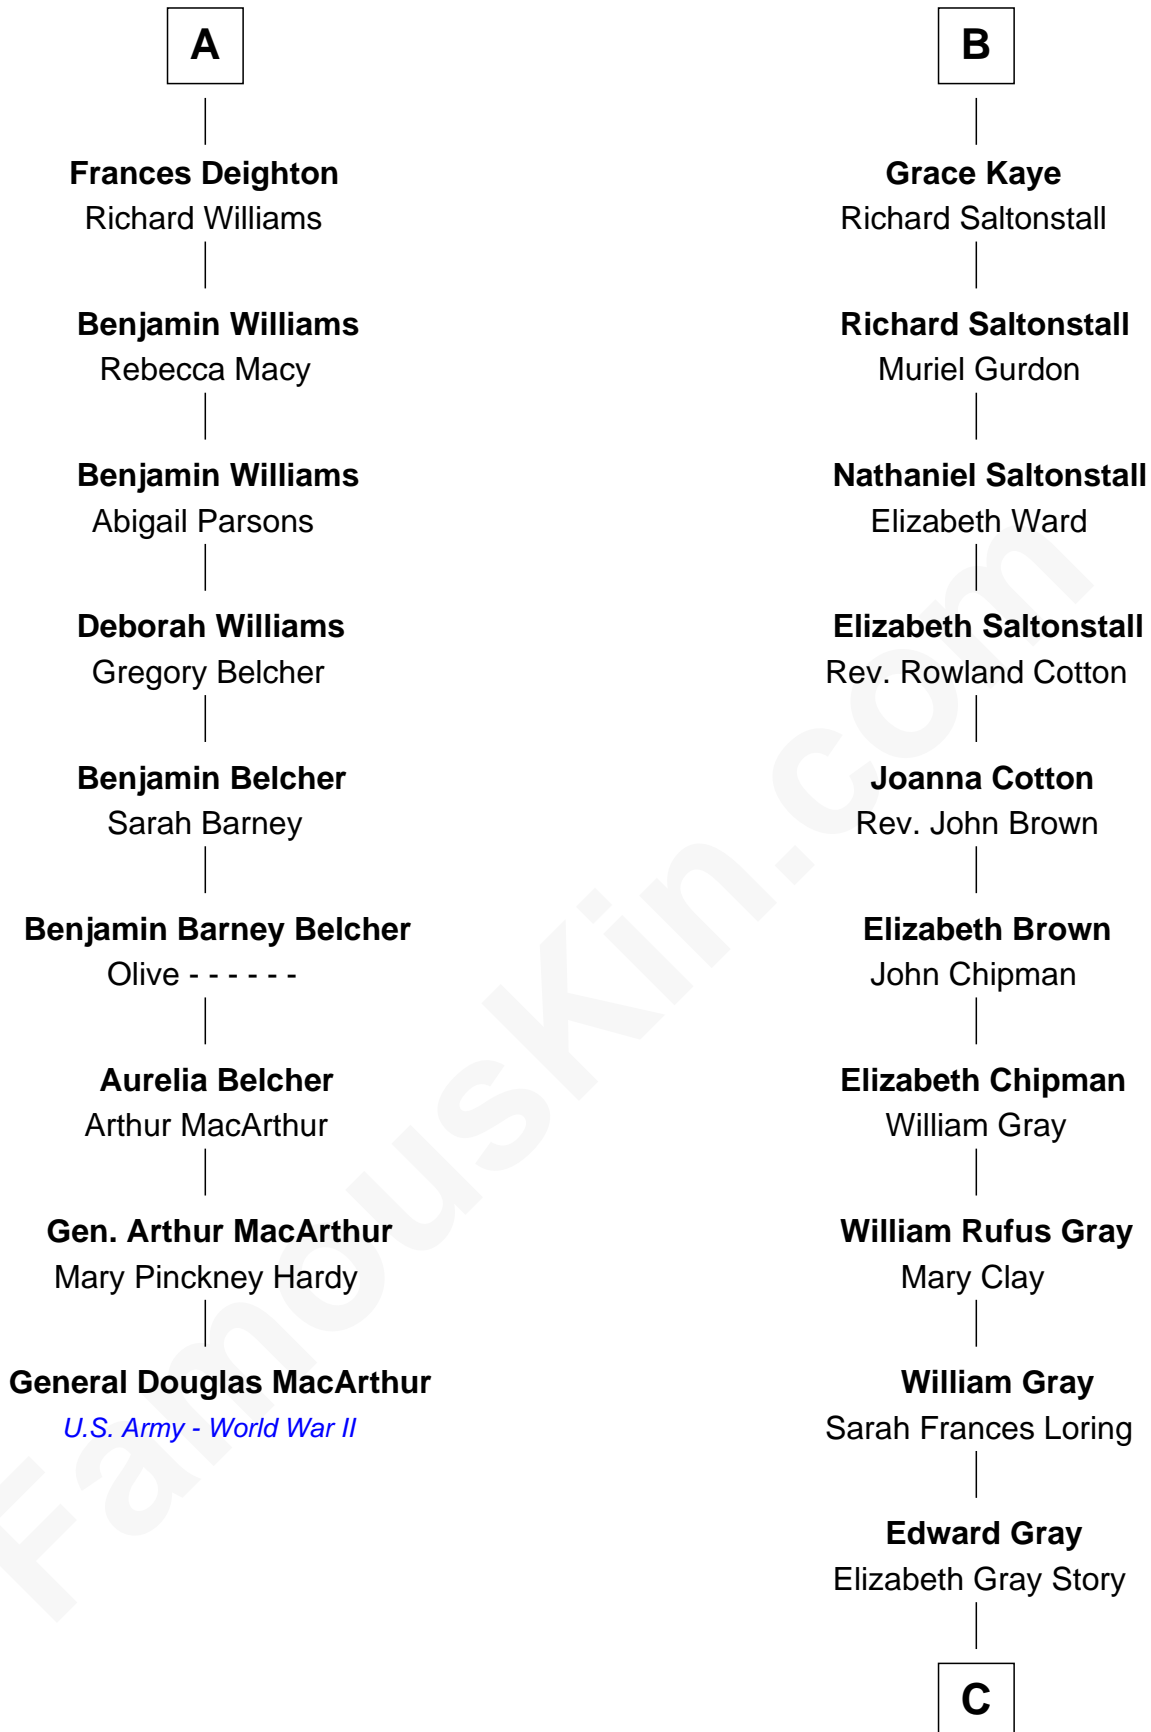 A
Frances Deighton
Richard Williams
Benjamin Williams
Rebecca Macy
Benjamin Williams
Abigail Parsons
Deborah Williams
Gregory Belcher
Benjamin Belcher
Sarah Barney
Benjamin Barney Belcher
Olive - - - - - -
Aurelia Belcher
Arthur MacArthur
Gen. Arthur MacArthur
Mary Pinckney Hardy
General Douglas MacArthur
U.S. Army - World War II
B
Grace Kaye
Richard Saltonstall
Richard Saltonstall
Muriel Gurdon
Nathaniel Saltonstall
Elizabeth Ward
Elizabeth Saltonstall
Rev. Rowland Cotton
Joanna Cotton
Rev. John Brown
Elizabeth Brown
John Chipman
Elizabeth Chipman
William Gray
William Rufus Gray
Mary Clay
William Gray
Sarah Frances Loring
Edward Gray
Elizabeth Gray Story
C
FamousKin.com